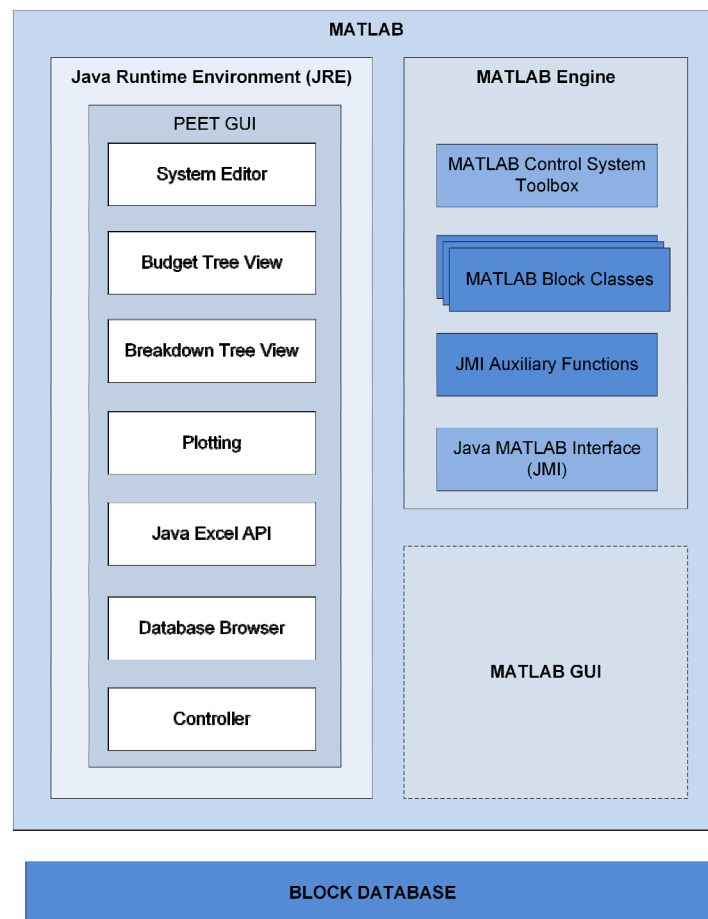 MATLAB
Java Runtime Environment (JRE)
PEET GUI
System Editor
Budget Tree View
Breakdown Tree View
Plotting
Java Excel API
Database Browser
Controller
MATLAB Engine
MATLAB Control System
Toolbox
MATLAB Block Classes
JMI Auxiliary Functions
Java MATLAB Interface
(JMI)
MATLAB GUI
BLOCK DATABASE